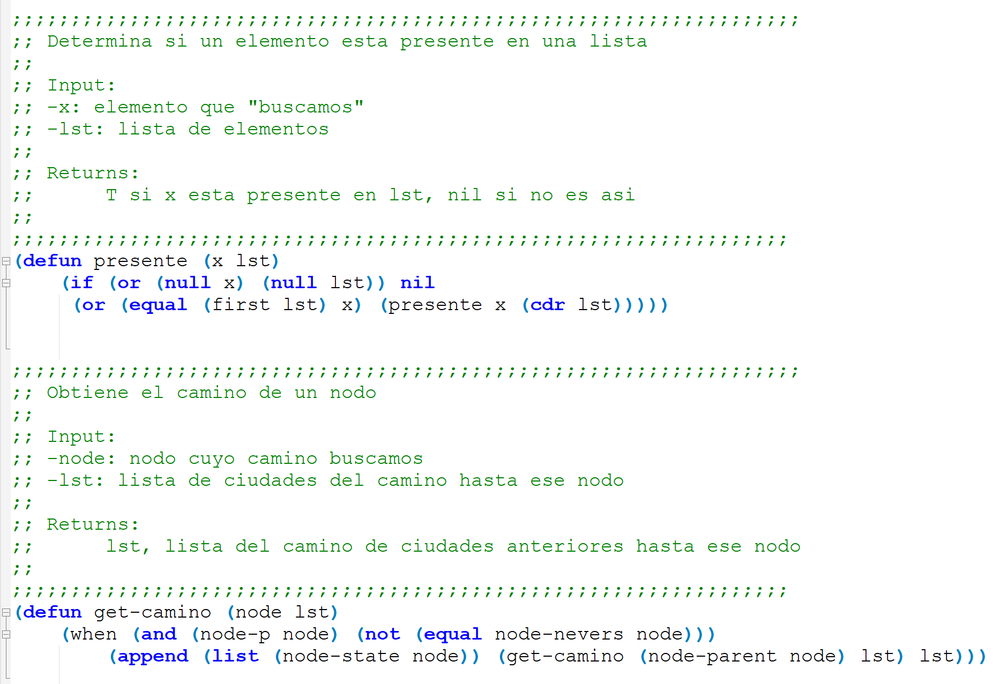 ;;;;;;;;;;;;;;;;;;;;;;;;;;;;;;;;;;;;;;;;;;;;;;;;;;;;;;;;;;;;;;;;;;;
;; Determina si un elemento esta presente en una lista
;;
;; Input:
;; -x: elemento que "buscamos"
;; -lst: lista de elementos
;;
;; Returns:
;;      T si x esta presente en lst, nil si no es asi
;;
;;;;;;;;;;;;;;;;;;;;;;;;;;;;;;;;;;;;;;;;;;;;;;;;;;;;;;;;;;;;;;;;;;
(defun presente (x lst)
    (if (or (null x) (null lst)) nil
     (or (equal (first lst) x) (presente x (cdr lst)))))
;;;;;;;;;;;;;;;;;;;;;;;;;;;;;;;;;;;;;;;;;;;;;;;;;;;;;;;;;;;;;;;;;;;
;; Obtiene el camino de un nodo
;;
;; Input:
;; -node: nodo cuyo camino buscamos
;; -lst: lista de ciudades del camino hasta ese nodo
;;
;; Returns:
;;      lst, lista del camino de ciudades anteriores hasta ese nodo
;;
;;;;;;;;;;;;;;;;;;;;;;;;;;;;;;;;;;;;;;;;;;;;;;;;;;;;;;;;;;;;;;;;;;
(defun get-camino (node lst)
    (when (and (node-p node) (not (equal node-nevers node)))
        (append (list (node-state node)) (get-camino (node-parent node) lst) lst)))